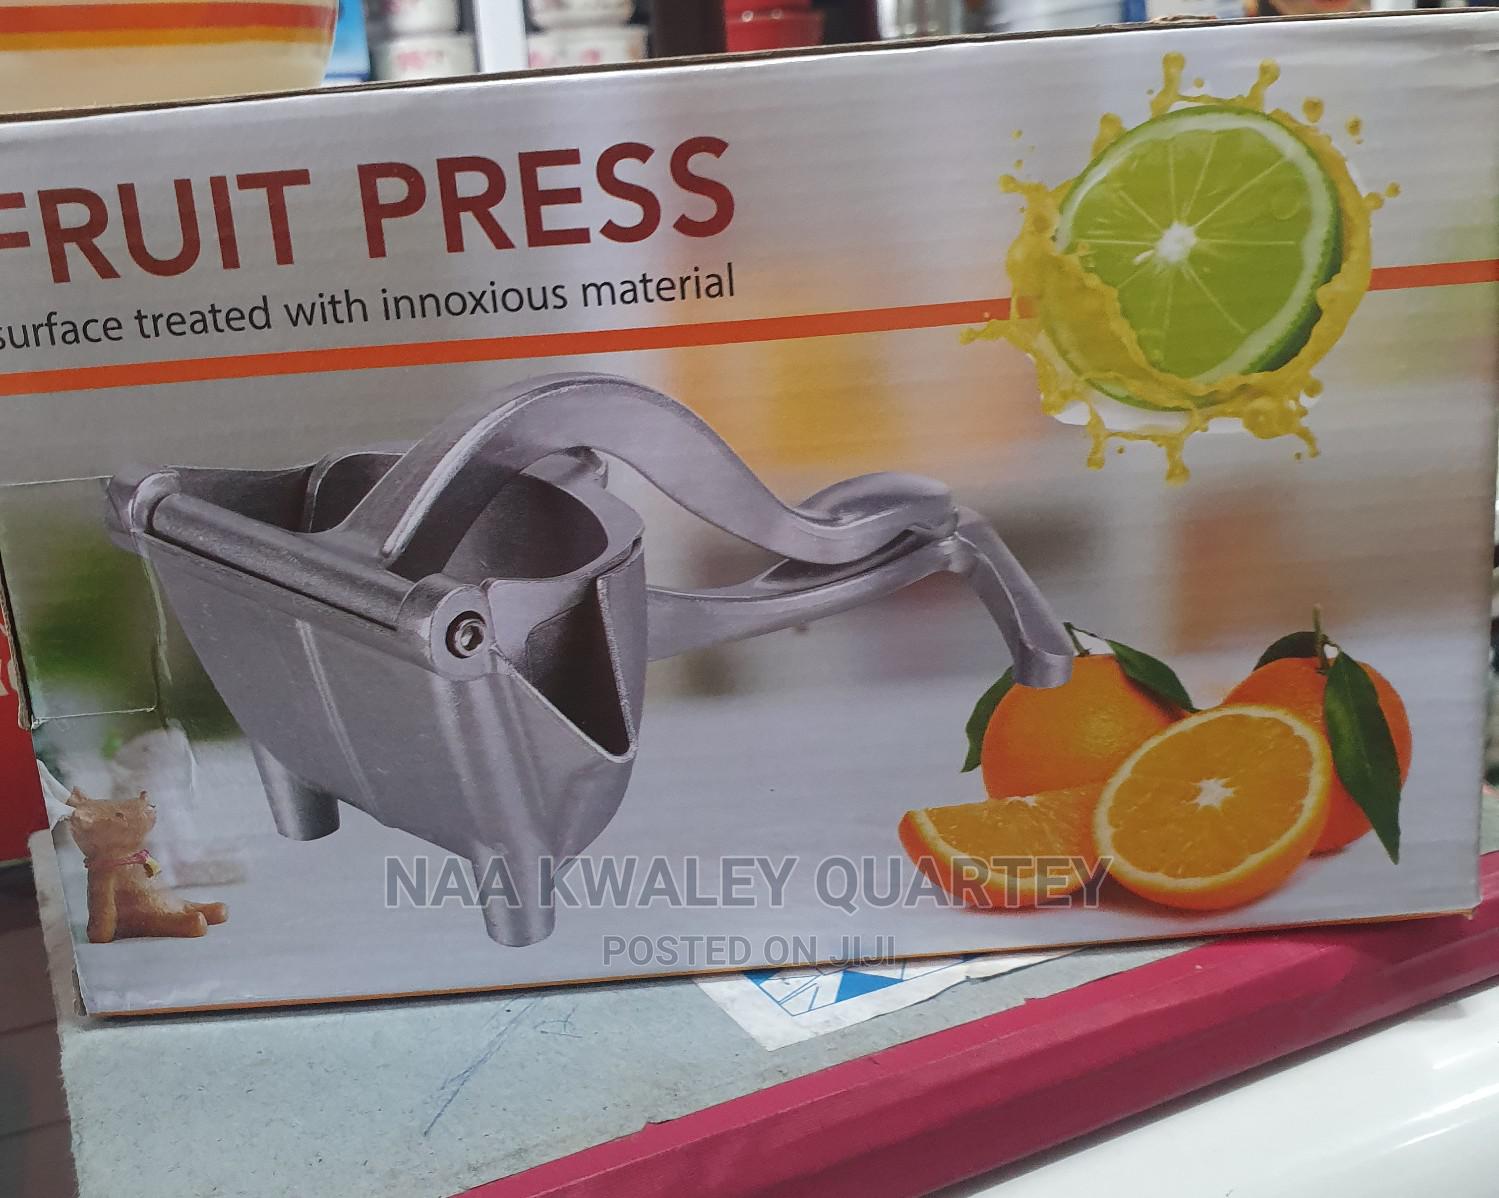 FRUIT PRESS
surface treated with innoxious material
NAA KWALEY QUARTEY
POSTED ON JIJI